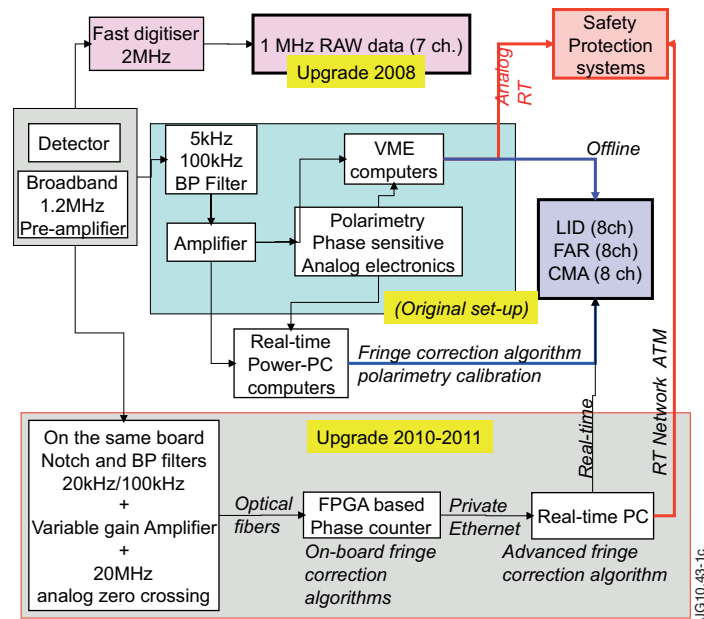 Fast digitiser
2MHz
1 MHz RAW data (7 ch.)
Upgrade 2008
Safety
Protection
systems
Analog
RT
Detector
Broadband
1.2MHz
Pre-amplifier
5kHz
100kHz
BP Filter
Amplifier
VME
computers
Polarimetry
Phase sensitive
Analog electronics
(Original set-up)
Offline
LID (8ch)
FAR (8ch)
CMA (8 ch)
Real-time
Power-PC
computers
Fringe correction algorithm
polarimetry calibration
Real-time
RT Network ATM
Upgrade 2010-2011
On the same board
Notch and BP filters
20kHz/100kHz
+
Variable gain Amplifier
+
20MHz
analog zero crossing
Optical
fibers
FPGA based
Phase counter
On-board fringe
correction
algorithms
Private
Ethernet
Real-time PC
Advanced fringe
correction algorithm
JG10.43-1c